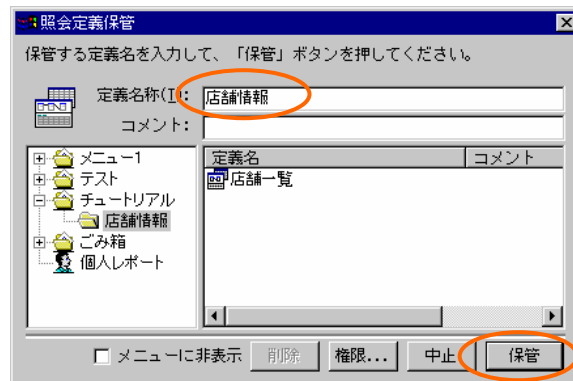 照会定義保管
保管する定義名を入力して、「保管」ボタンを押してください。
定義名称(I): 店舗情報
コメント:
メニュー1
テスト
チュートリアル
店舗情報
ごみ箱
個人レポート
定義名 コメント
店舗一覧
メニューに非表示 削除 権限... 中止 保管